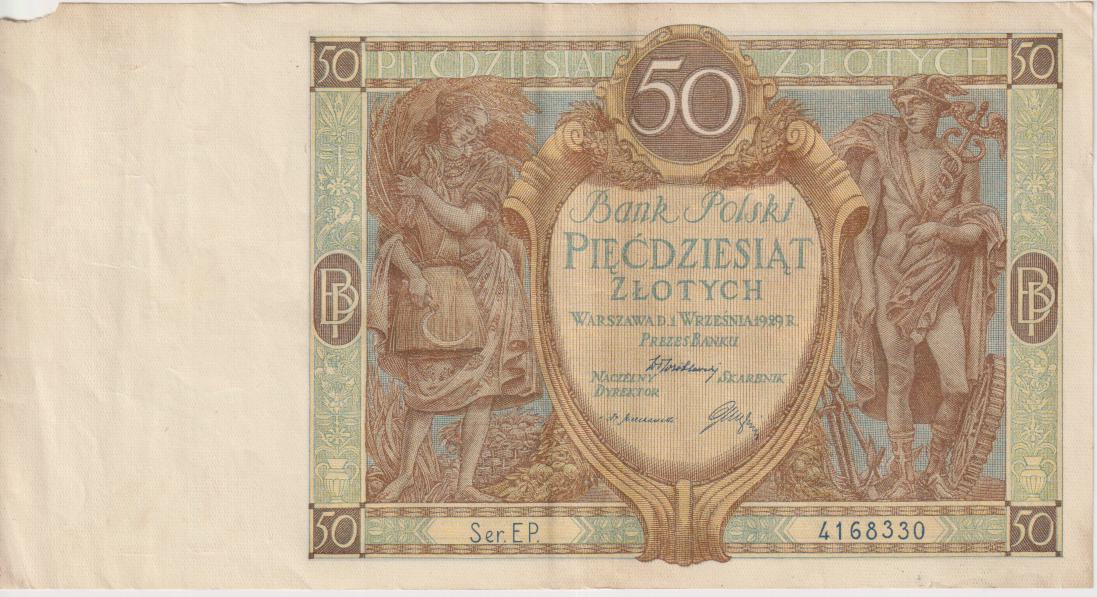 50 PIĘĆDZIESIĄT 50 ZŁOTYCH 50
Bank Polski
PIĘĆDZIESIĄT
ZŁOTYCH
WARSZAWA D. 1 WRZEŚNIA 1929 R.
PREZES BANKU
NACZELNY SKARBNIK
DYREKTOR
BP BP
50 Ser. EP. 4168330 50